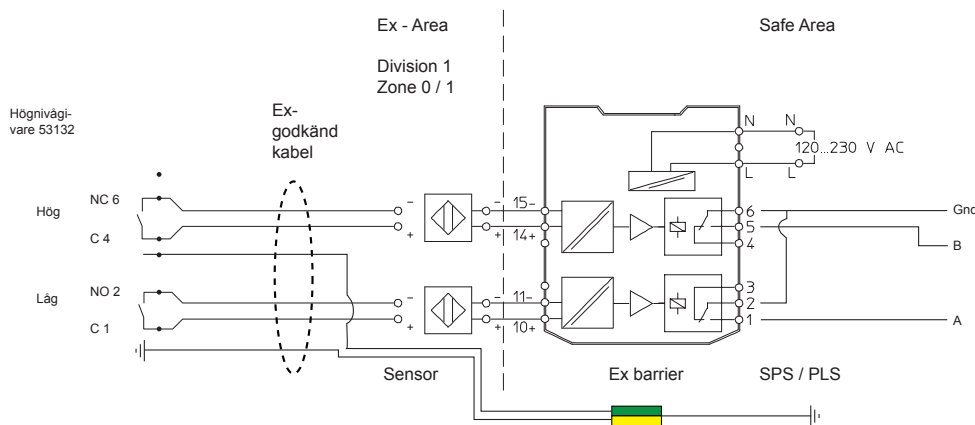 Ex - Area
Safe Area
Division 1
Zone 0 / 1
Högnivågi-
vare 53132
Ex-
godkänd
kabel
N
N
120...230 V AC
L
L
Hög
NC 6
C 4
-
+
-
+
15-
14+
6
5
4
Gnd
B
Låg
NO 2
C 1
-
+
-
+
11-
10+
3
2
1
A
Sensor
Ex barrier
SPS / PLS